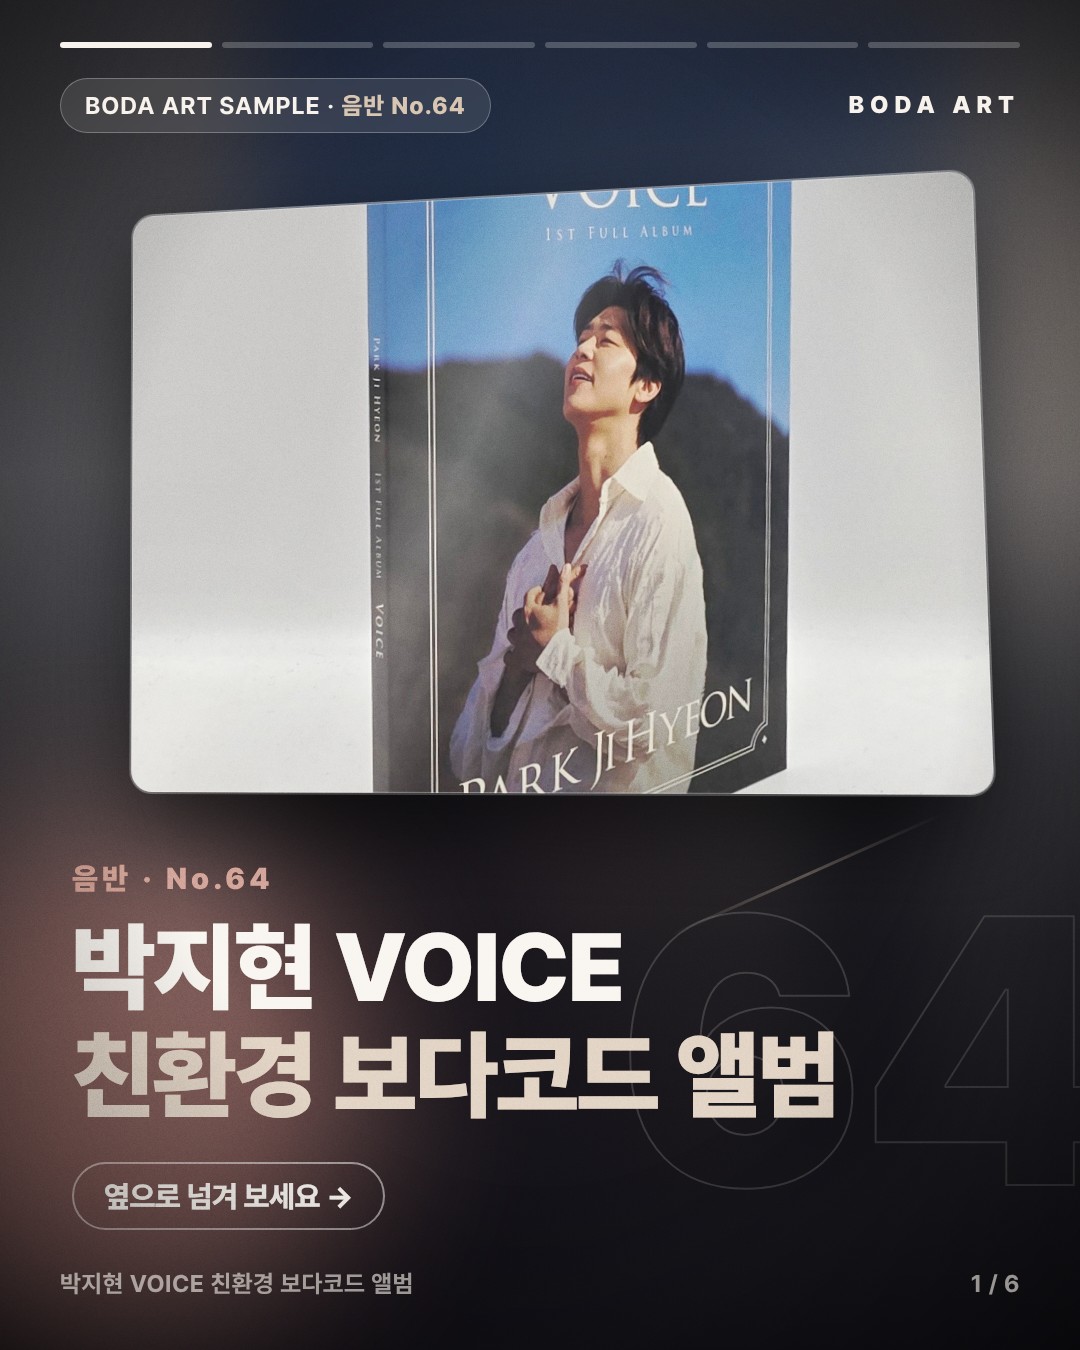 BODA ART SAMPLE · 음반 No.64
BODA ART
VOICE
1ST FULL ALBUM
PARK JI HYEON 1ST FULL ALBUM VOICE
PARK JI HYEON
음반 · No.64
박지현 VOICE
친환경 보다코드 앨범
64
옆으로 넘겨 보세요 →
박지현 VOICE 친환경 보다코드 앨범
1 / 6